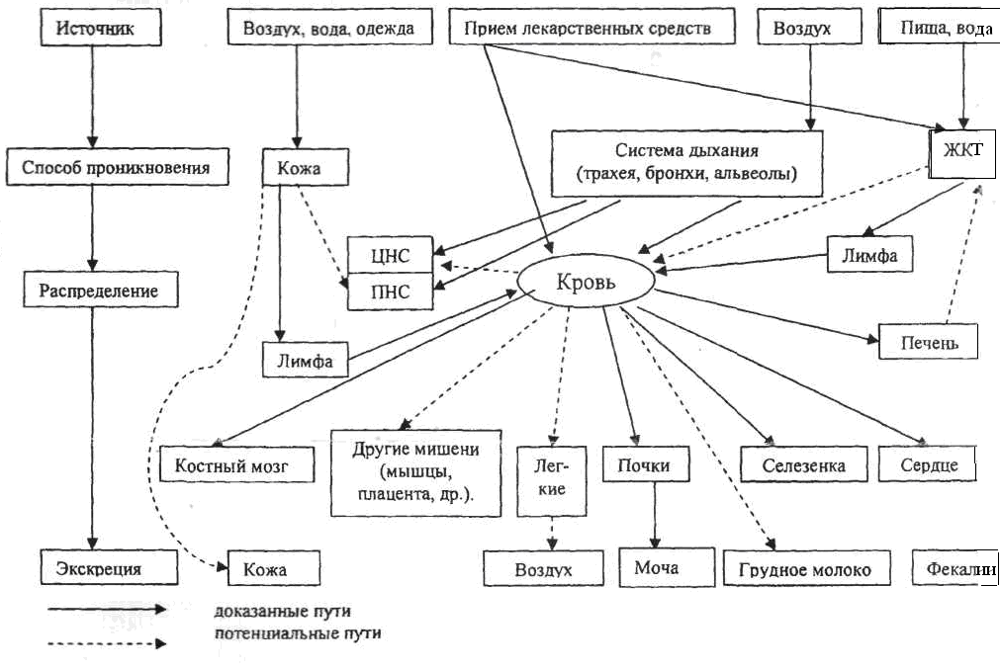 Источник
Воздух, вода, одежда
Прием лекарственных средств
Воздух
Пища, вода
Способ проникновения
Кожа
Система дыхания
(трахея, бронхи, альвеолы)
ЖКТ
ЦНС
ПНС
Кровь
Лимфа
Распределение
Лимфа
Печень
Костный мозг
Другие мишени
(мышцы,
плацента, др.).
Лег-
кие
Почки
Селезенка
Сердце
Экскреция
Кожа
Воздух
Моча
Грудное молоко
Фекалии
доказанные пути
потенциальные пути